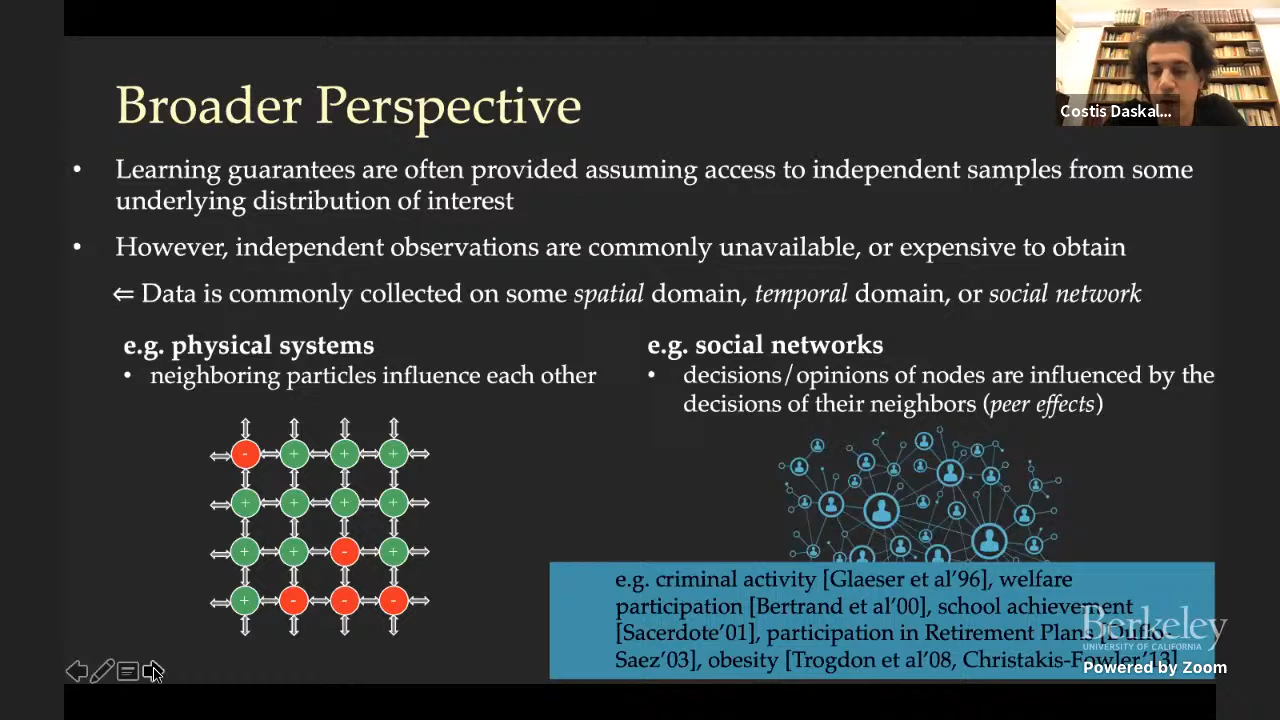 Broader Perspective
Costis Daskal...
• Learning guarantees are often provided assuming access to independent samples from some
underlying distribution of interest
• However, independent observations are commonly unavailable, or expensive to obtain
⇐ Data is commonly collected on some spatial domain, temporal domain, or social network
e.g. physical systems
• neighboring particles influence each other
- + + +
+ + + +
+ + - +
+ - - -
e.g. social networks
• decisions/opinions of nodes are influenced by the
decisions of their neighbors (peer effects)
e.g. criminal activity [Glaeser et al’96], welfare
participation [Bertrand et al’00], school achievement
[Sacerdote’01], participation in Retirement Plans [Duflo-
Saez’03], obesity [Trogdon et al’08, Christakis-Fowler’13]
Berkeley
UNIVERSITY OF CALIFORNIA
Powered by Zoom